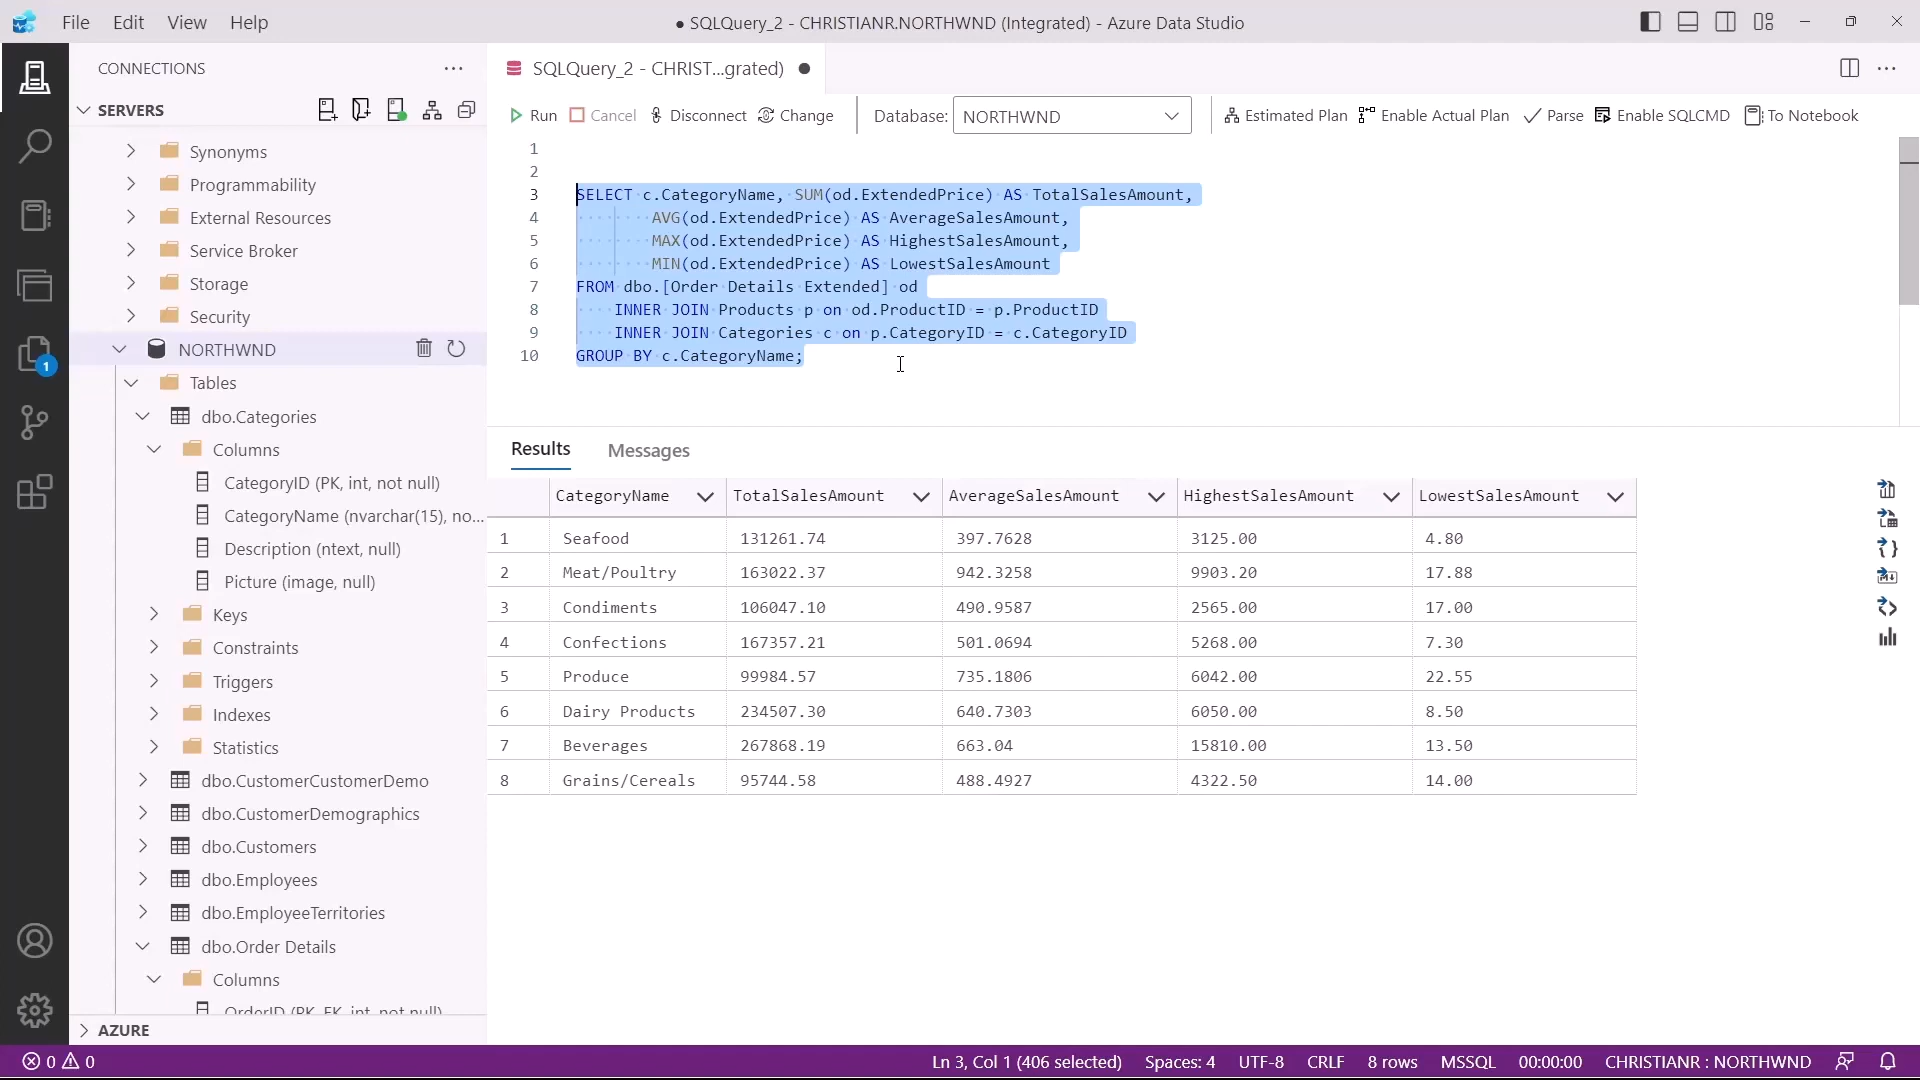 File Edit View Help
● SQLQuery_2 - CHRISTIANR.NORTHWND (Integrated) - Azure Data Studio
CONNECTIONS
SERVERS
Synonyms
Programmability
External Resources
Service Broker
Storage
Security
NORTHWND
Tables
dbo.Categories
Columns
CategoryID (PK, int, not null)
CategoryName (nvarchar(15), no...
Description (ntext, null)
Picture (image, null)
Keys
Constraints
Triggers
Indexes
Statistics
dbo.CustomerCustomerDemo
dbo.CustomerDemographics
dbo.Customers
dbo.Employees
dbo.EmployeeTerritories
dbo.Order Details
Columns
OrderID (PK, FK, int, not null)
AZURE
1
SQLQuery_2 - CHRIST...grated) ●
Run Cancel Disconnect Change Database: NORTHWND Estimated Plan Enable Actual Plan Parse Enable SQLCMD To Notebook
1
2
3 SELECT c.CategoryName, SUM(od.ExtendedPrice) AS TotalSalesAmount,
4 AVG(od.ExtendedPrice) AS AverageSalesAmount,
5 MAX(od.ExtendedPrice) AS HighestSalesAmount,
6 MIN(od.ExtendedPrice) AS LowestSalesAmount
7 FROM dbo.[Order Details Extended] od
8 INNER JOIN Products p on od.ProductID = p.ProductID
9 INNER JOIN Categories c on p.CategoryID = c.CategoryID
10 GROUP BY c.CategoryName;
Results Messages
CategoryName TotalSalesAmount AverageSalesAmount HighestSalesAmount LowestSalesAmount
1 Seafood 131261.74 397.7628 3125.00 4.80
2 Meat/Poultry 163022.37 942.3258 9903.20 17.88
3 Condiments 106047.10 490.9587 2565.00 17.00
4 Confections 167357.21 501.0694 5268.00 7.30
5 Produce 99984.57 735.1806 6042.00 22.55
6 Dairy Products 234507.30 640.7303 6050.00 8.50
7 Beverages 267868.19 663.04 15810.00 13.50
8 Grains/Cereals 95744.58 488.4927 4322.50 14.00
0 0 Ln 3, Col 1 (406 selected) Spaces: 4 UTF-8 CRLF 8 rows MSSQL 00:00:00 CHRISTIANR : NORTHWND